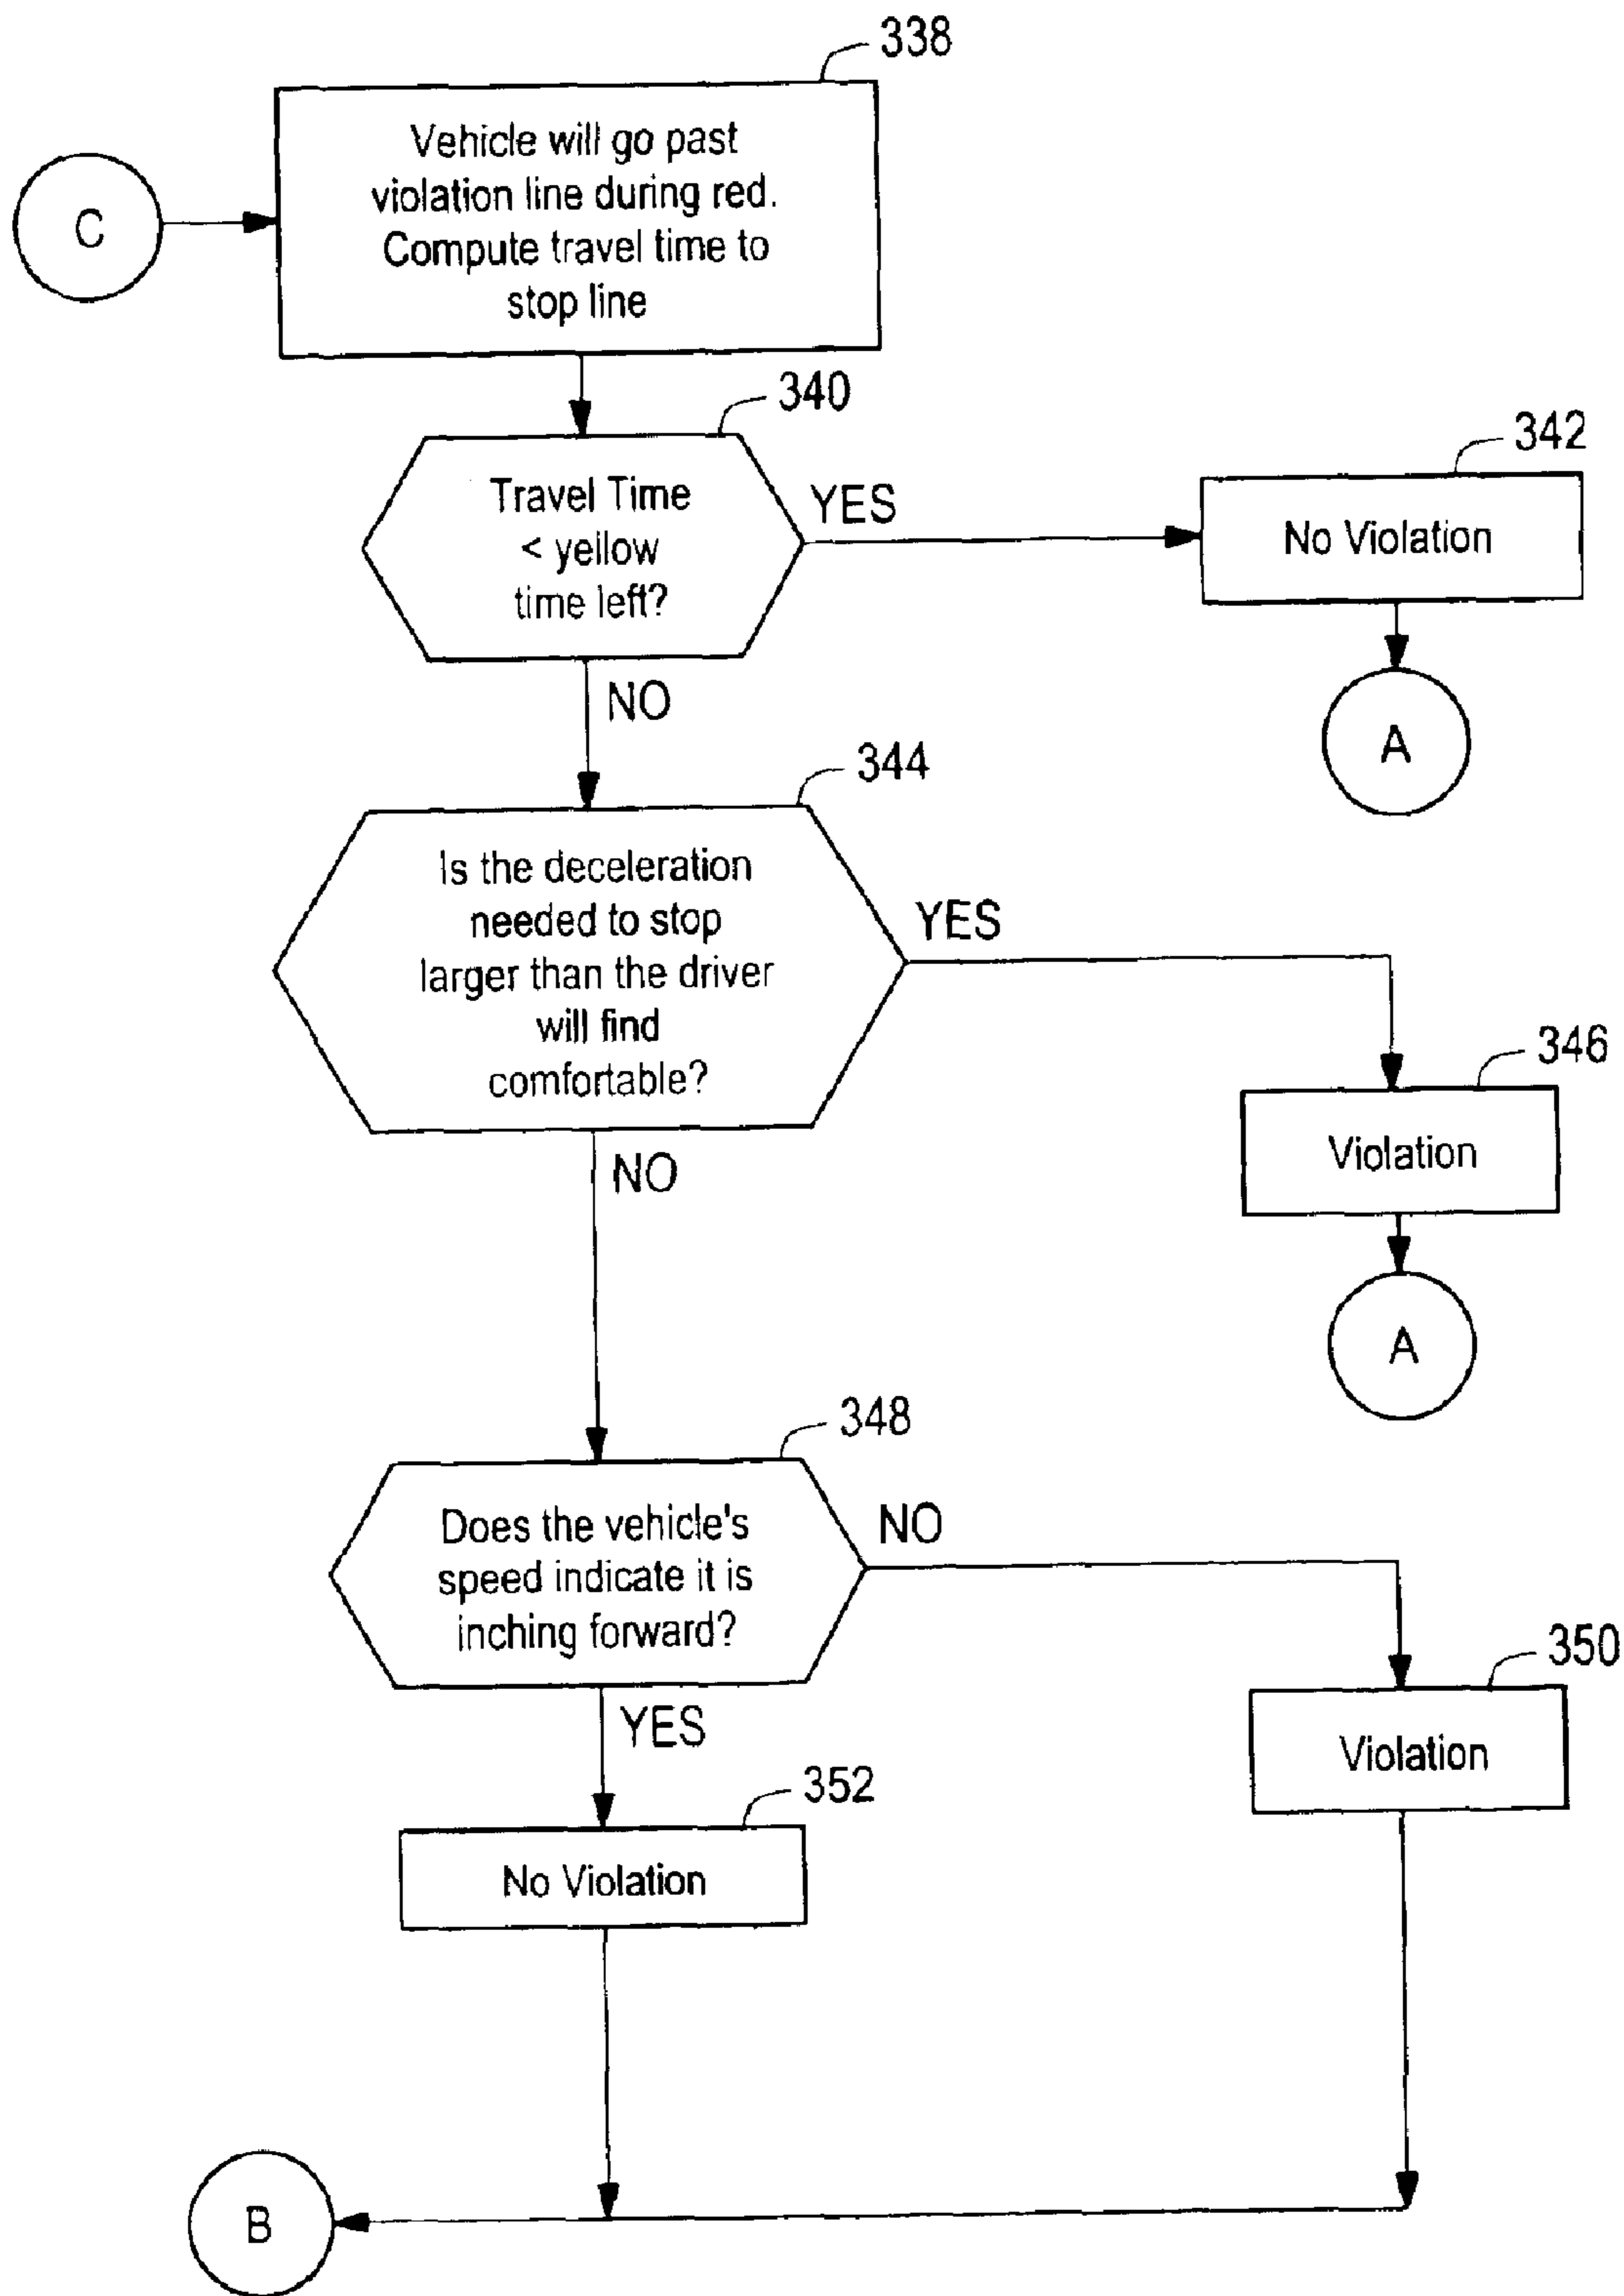 338
Vehicle will go past
violation line during red.
Compute travel time to
stop line
C
340
Travel Time
< yellow
time left?
YES
342
No Violation
NO
A
344
Is the deceleration
needed to stop
larger than the driver
will find
comfortable?
YES
346
Violation
NO
A
348
Does the vehicle's
speed indicate it is
inching forward?
NO
350
Violation
YES
352
No Violation
B